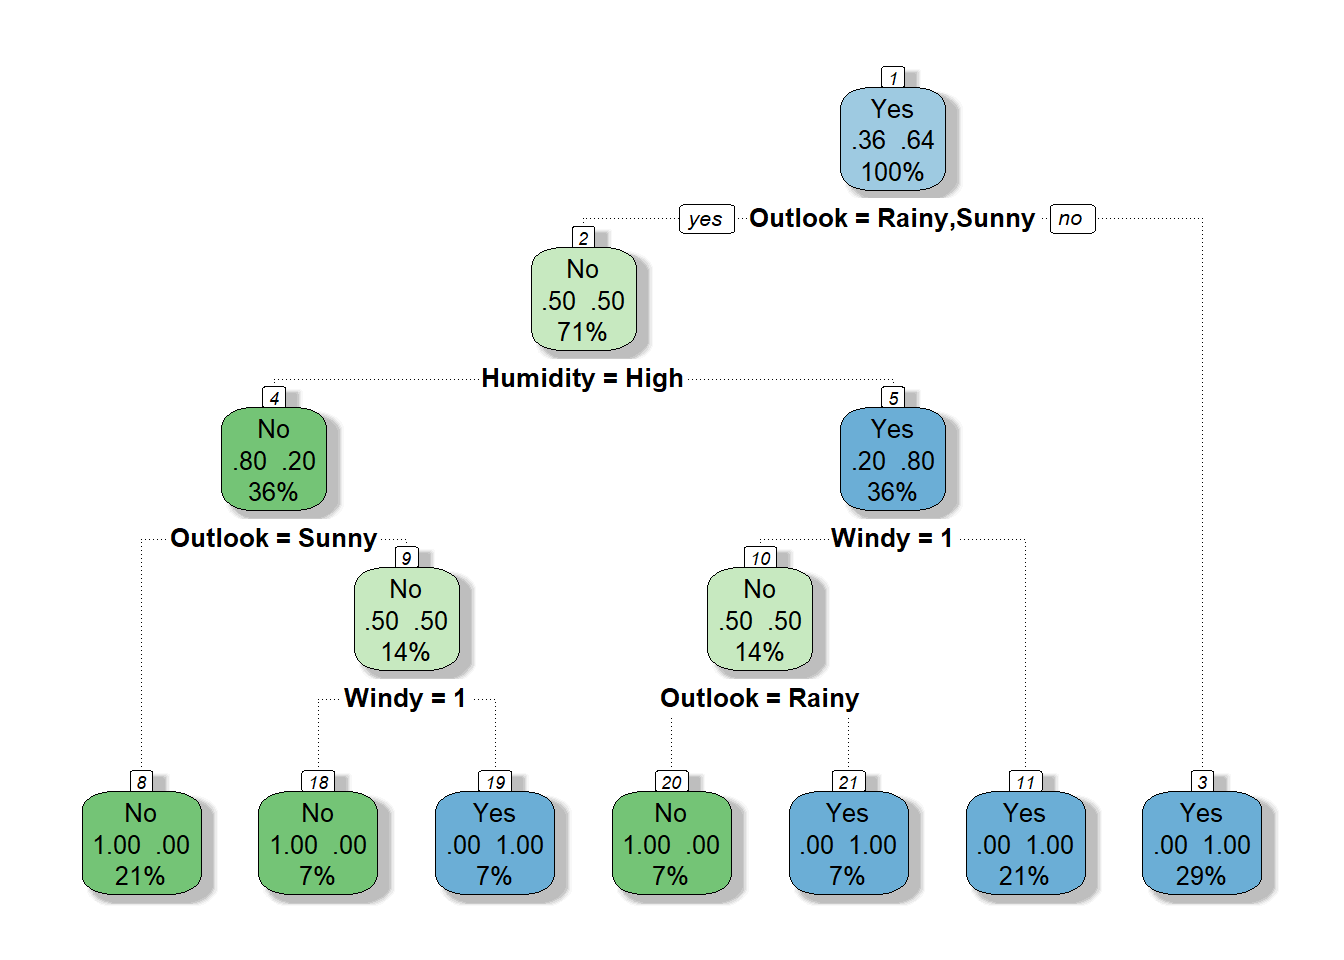 1
Yes
.36 .64
100%
yes Outlook = Rainy,Sunny no
2
No
.50 .50
71%
Humidity = High
4
No
.80 .20
36%
5
Yes
.20 .80
36%
Outlook = Sunny
Windy = 1
9
No
.50 .50
14%
10
No
.50 .50
14%
Windy = 1
Outlook = Rainy
8
No
1.00 .00
21%
18
No
1.00 .00
7%
19
Yes
.00 1.00
7%
20
No
1.00 .00
7%
21
Yes
.00 1.00
7%
11
Yes
.00 1.00
21%
3
Yes
.00 1.00
29%